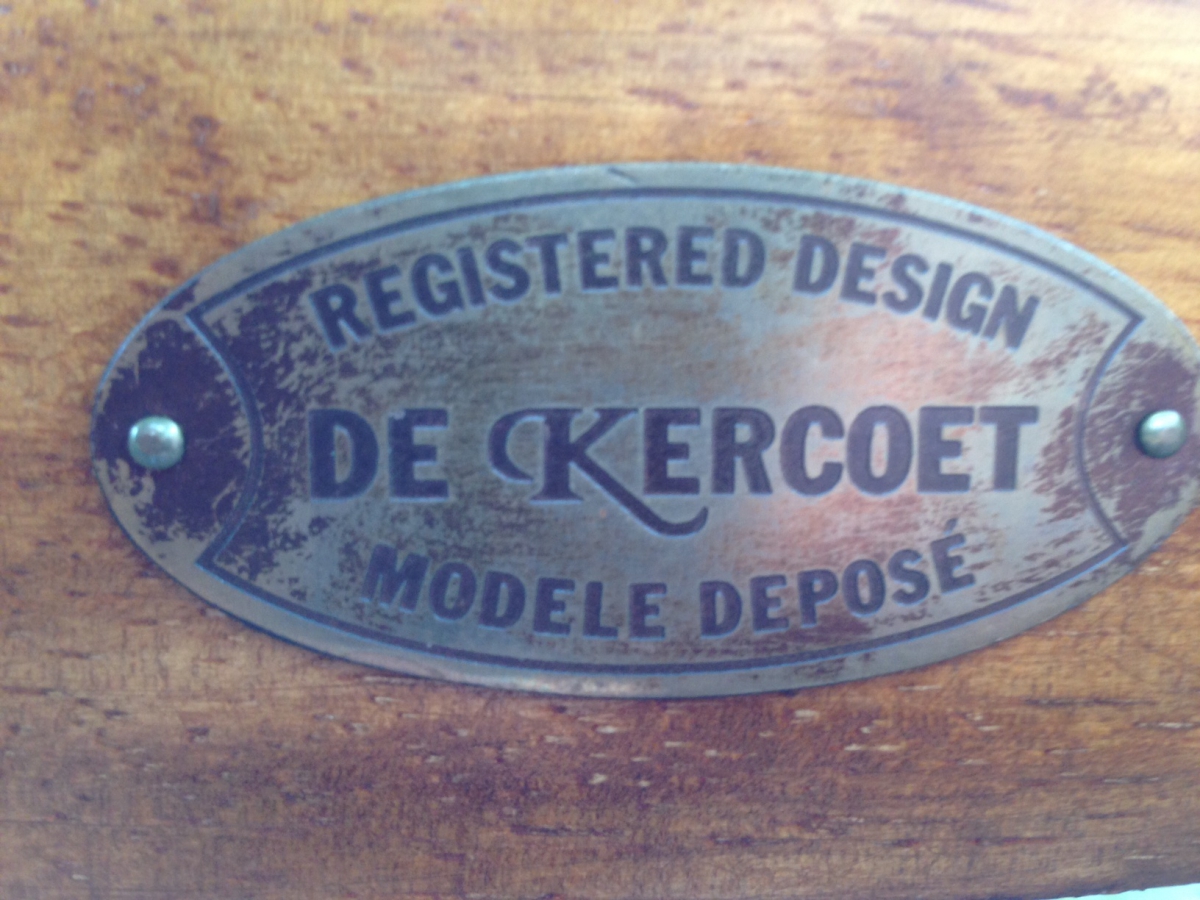 REGISTERED DESIGN
DE KERCOET
MODELE DEPOSÉ